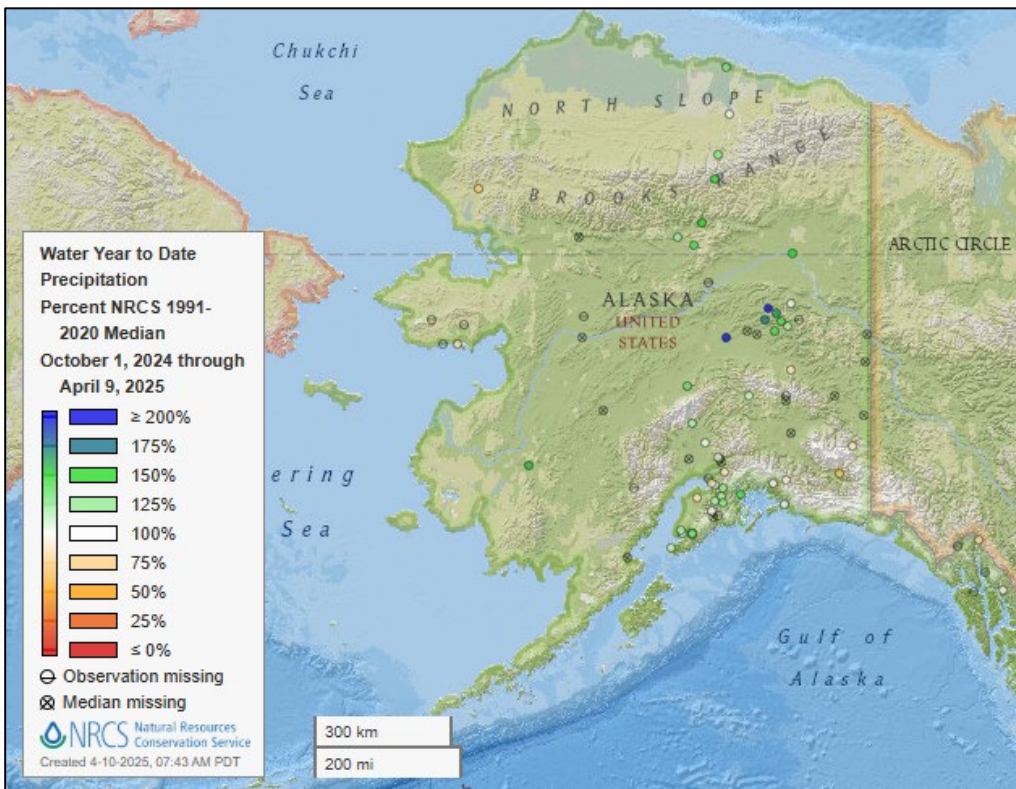 Chukchi
Sea
NORTH SLOPE
BROOKS RANGE
ARCTIC CIRCLE
ALASKA
UNITED
STATES
ering
Sea
Gulf of
Alaska
Water Year to Date
Precipitation
Percent NRCS 1991-
2020 Median
October 1, 2024 through
April 9, 2025
≥ 200%
175%
150%
125%
100%
75%
50%
25%
≤ 0%
Observation missing
Median missing
NRCS Natural Resources
Conservation Service
Created 4-10-2025, 07:43 AM PDT
300 km
200 mi